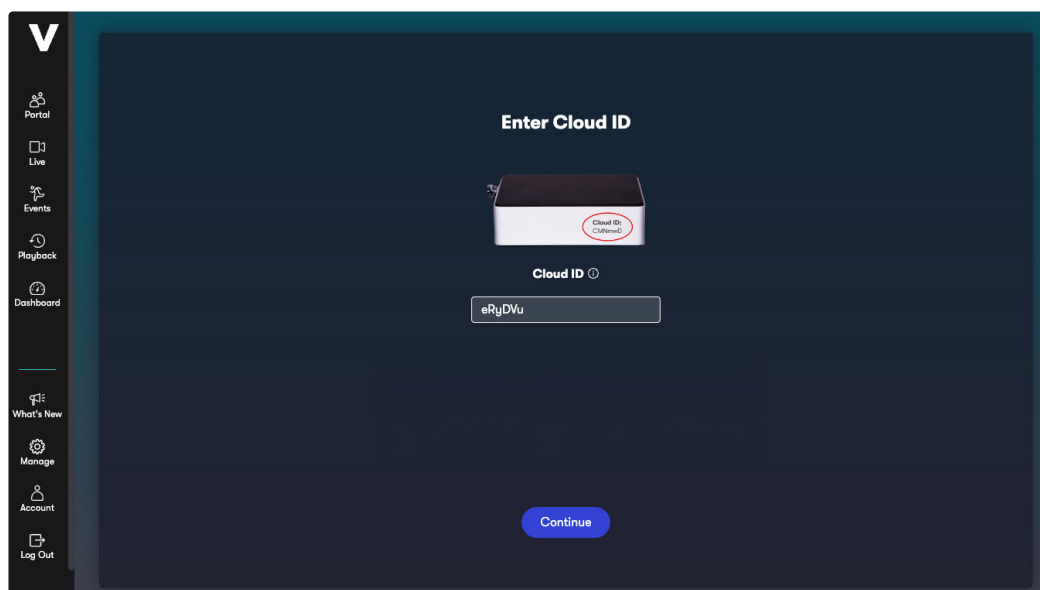 V
Portal
Live
Events
Playback
Dashboard
What's New
Manage
Account
Log Out
Enter Cloud ID
Cloud ID:
CMNmwD
Cloud ID
eRyDVu
Continue